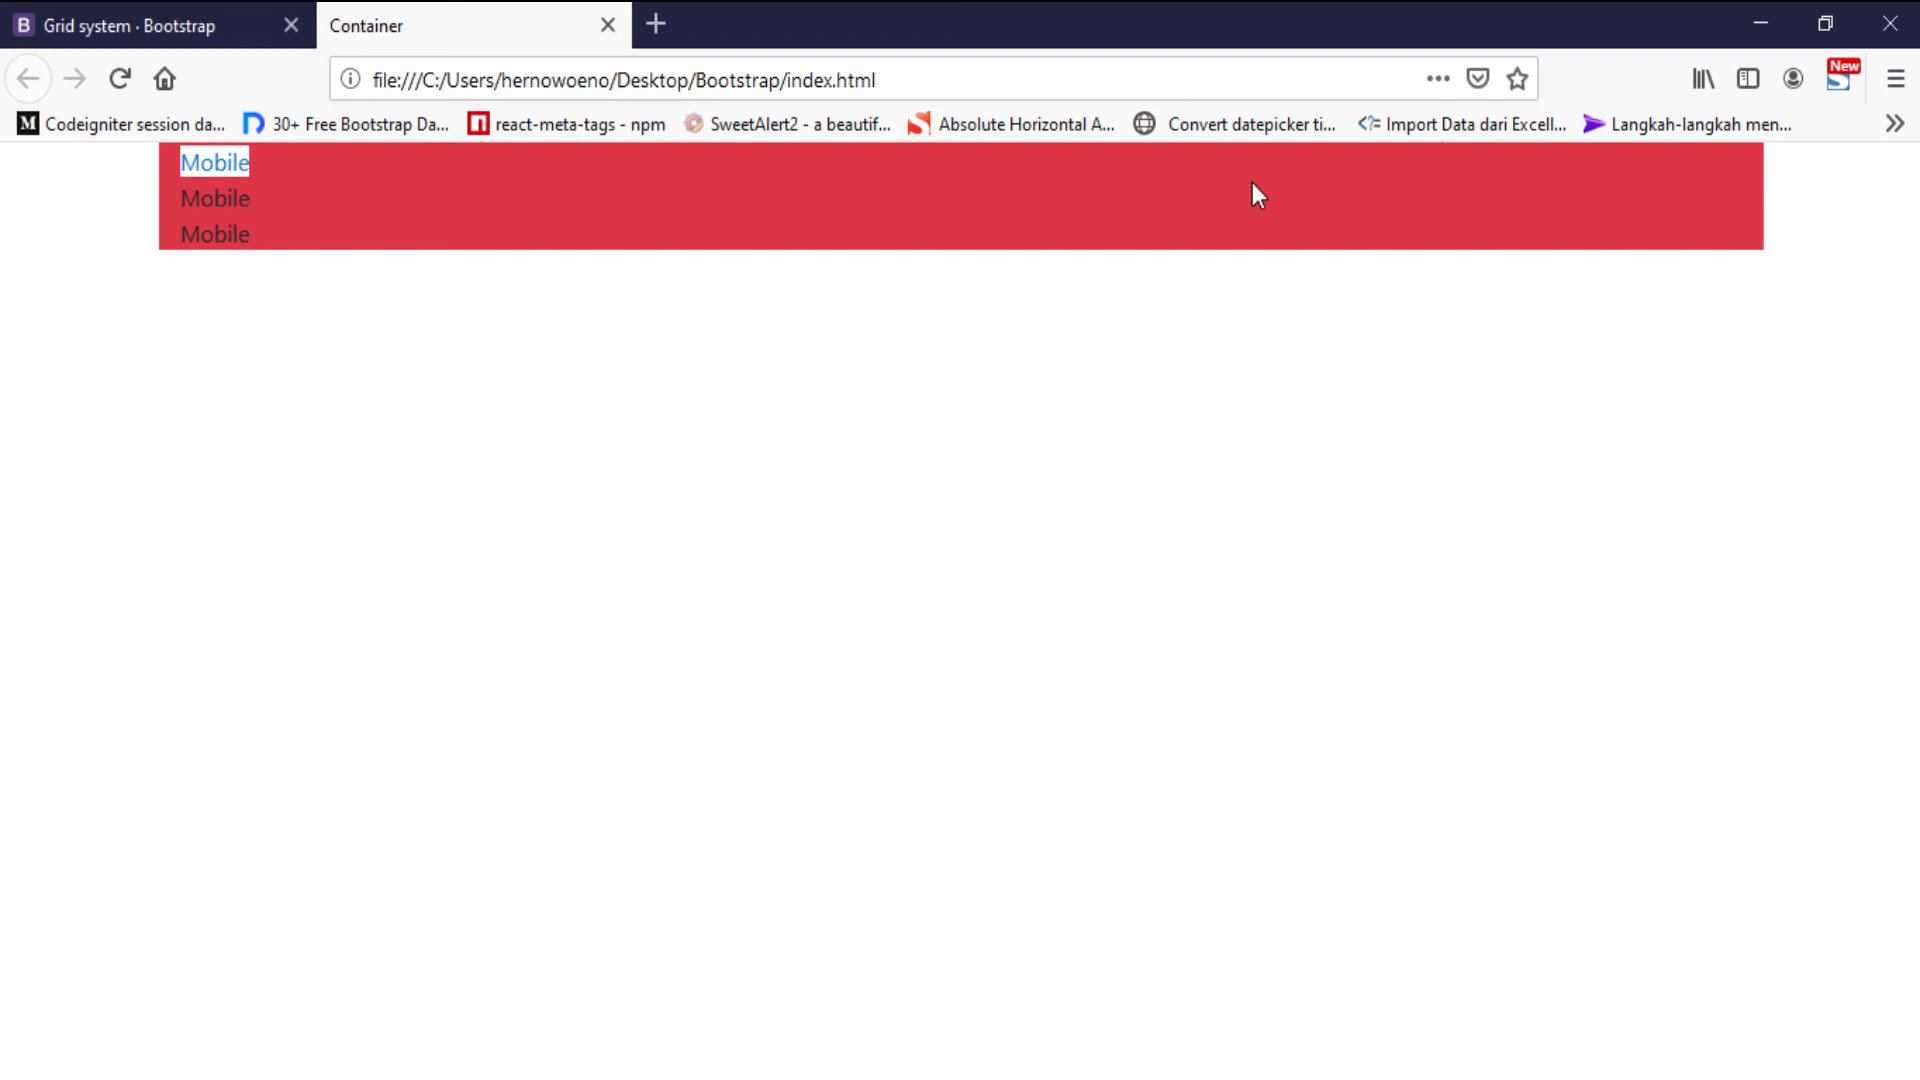 B Grid system · Bootstrap
Container
file:///C:/Users/hernowoeno/Desktop/Bootstrap/index.html
New
M Codeigniter session da...
30+ Free Bootstrap Da...
react-meta-tags - npm
SweetAlert2 - a beautif...
Absolute Horizontal A...
Convert datepicker ti...
<?= Import Data dari Excell...
Langkah-langkah men...
Mobile
Mobile
Mobile